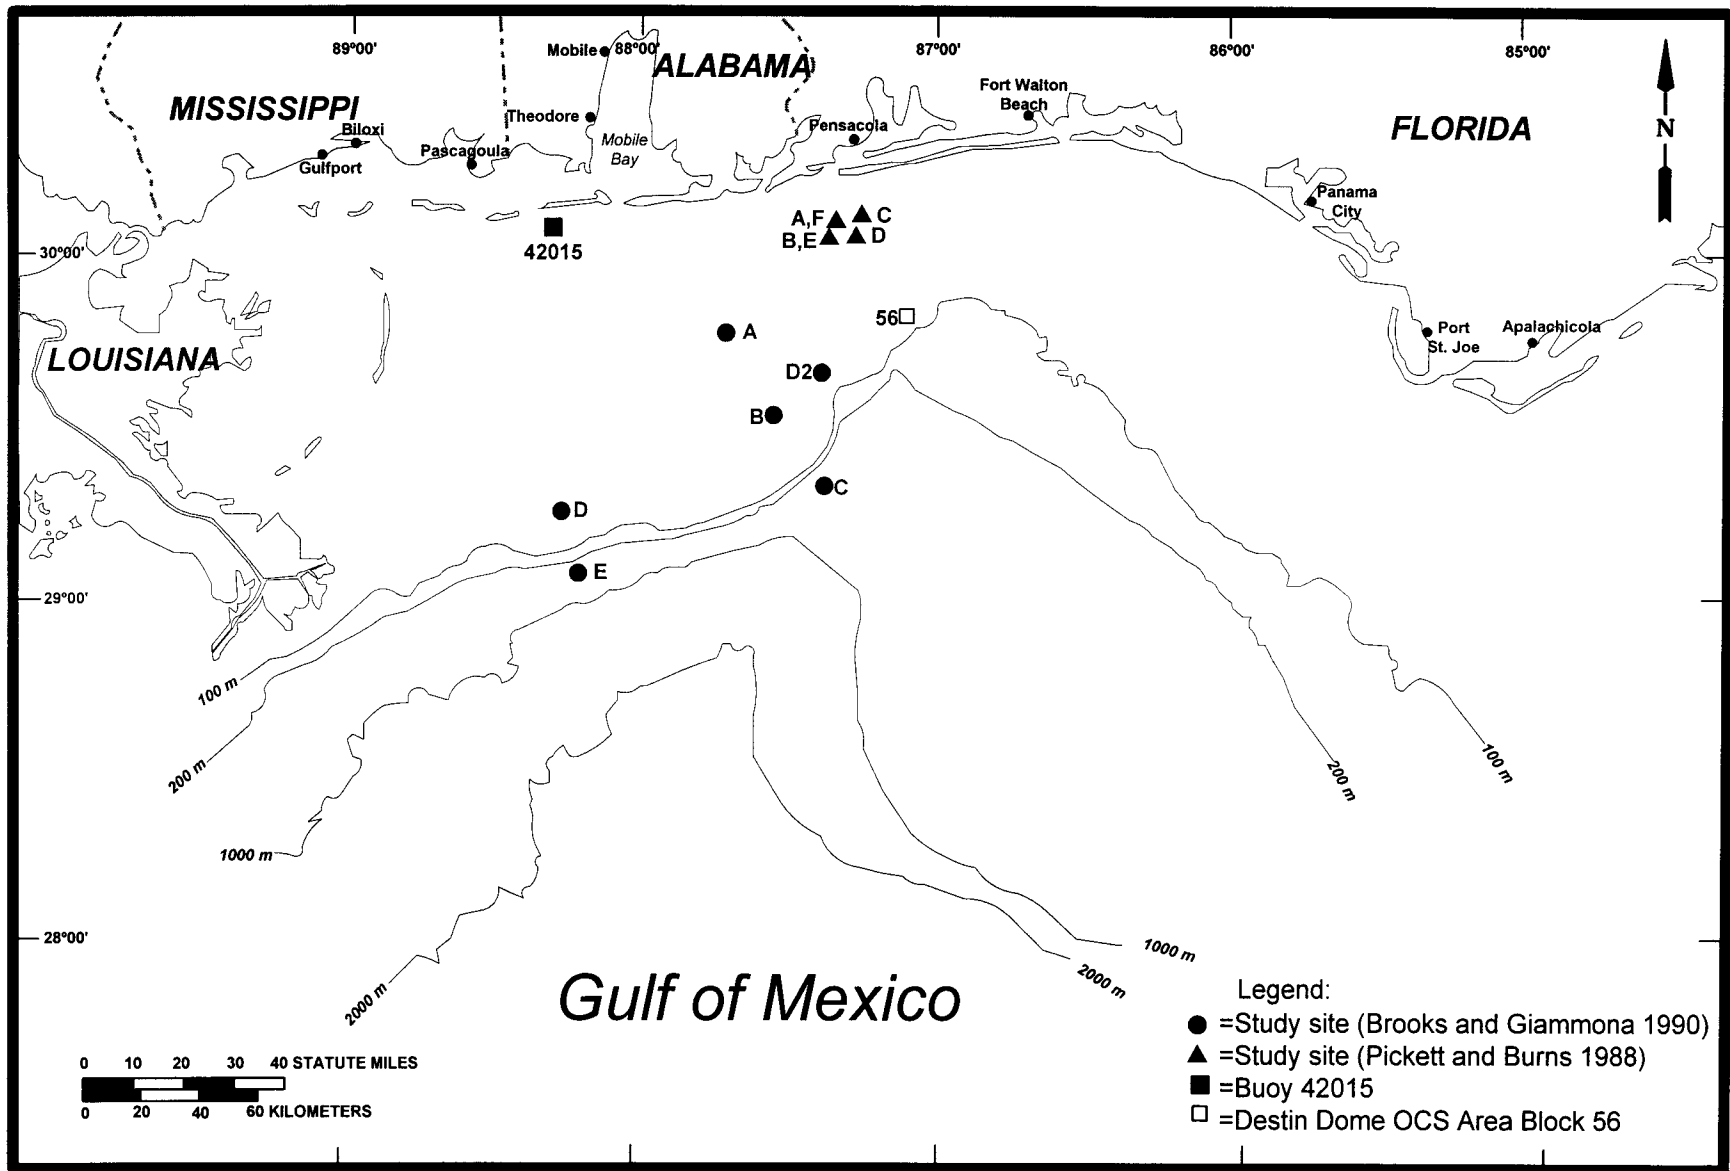 89°00'
88°00'
87°00'
86°00'
85°00'
Mobile
ALABAMA
MISSISSIPPI
Biloxi
Gulfport
Pascagoula
Theodore
Mobile
Bay
Pensacola
Fort Walton
Beach
FLORIDA
N
Panama
City
A,F
C
B,E
D
42015
30°00'
LOUISIANA
A
56
D2
B
C
D
E
Port
St. Joe
Apalachicola
29°00'
100 m
200 m
1000 m
2000 m
100 m
200 m
1000 m
2000 m
28°00'
Gulf of Mexico
0 10 20 30 40 STATUTE MILES
0 20 40 60 KILOMETERS
Legend:
=Study site (Brooks and Giammona 1990)
=Study site (Pickett and Burns 1988)
=Buoy 42015
=Destin Dome OCS Area Block 56